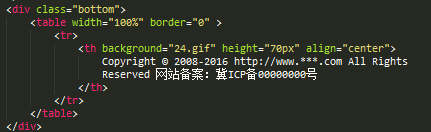 <div class="bottom">
<table width="100%" border="0" >
<tr>
<th background="24.gif" height="70px" align="center">
Copyright © 2008-2016 http://www.***.com All Rights
Reserved 网站备案：冀ICP备00000000号
</th>
</tr>
</table>
</div>